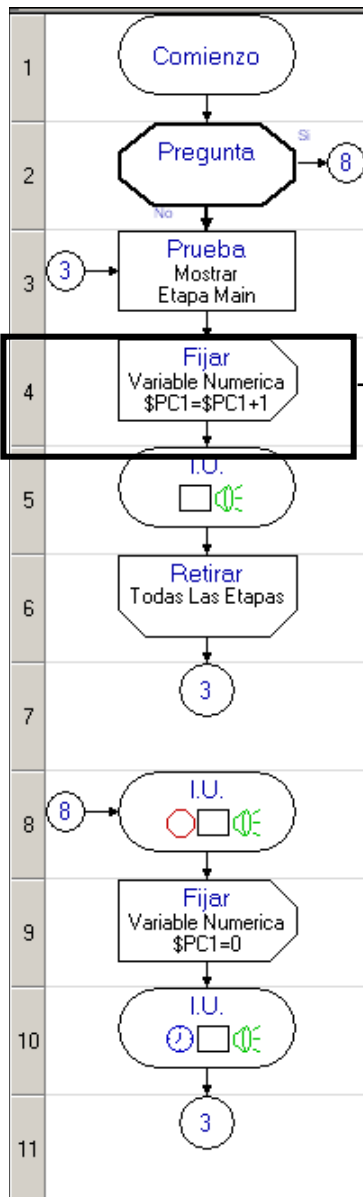 1
Comienzo
2
Pregunta
Si
8
No
3
3
Prueba
Mostrar
Etapa Main
4
Fijar
Variable Numerica
$PC1=$PC1+1
5
I.U.
6
Retirar
Todas Las Etapas
7
3
8
8
I.U.
9
Fijar
Variable Numerica
$PC1=0
10
I.U.
11
3